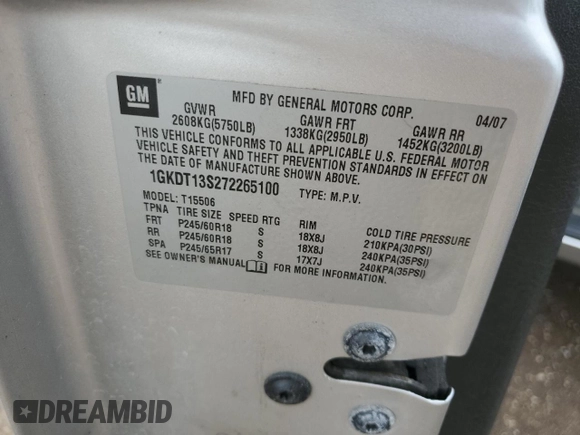 GM
MFD BY GENERAL MOTORS CORP. 04/07
GVWR GAWR FRT GAWR RR
2608KG(5750LB) 1338KG(2950LB) 1452KG(3200LB)
THIS VEHICLE CONFORMS TO ALL APPLICABLE U.S. FEDERAL MOTOR
VEHICLE SAFETY AND THEFT PREVENTION STANDARDS IN EFFECT ON
THE DATE OF MANUFACTURE SHOWN ABOVE.
1GKDT13S272265100 TYPE: M.P.V.
MODEL: T15506
TPNA TIRE SIZE SPEED RTG RIM COLD TIRE PRESSURE
FRT P245/60R18 S 18X8J 210KPA(30PSI)
RR P245/60R18 S 18X8J 240KPA(35PSI)
SPA P245/65R17 S 17X7J 240KPA(35PSI)
SEE OWNER'S MANUAL FOR MORE INFORMATION.
DREAMBID